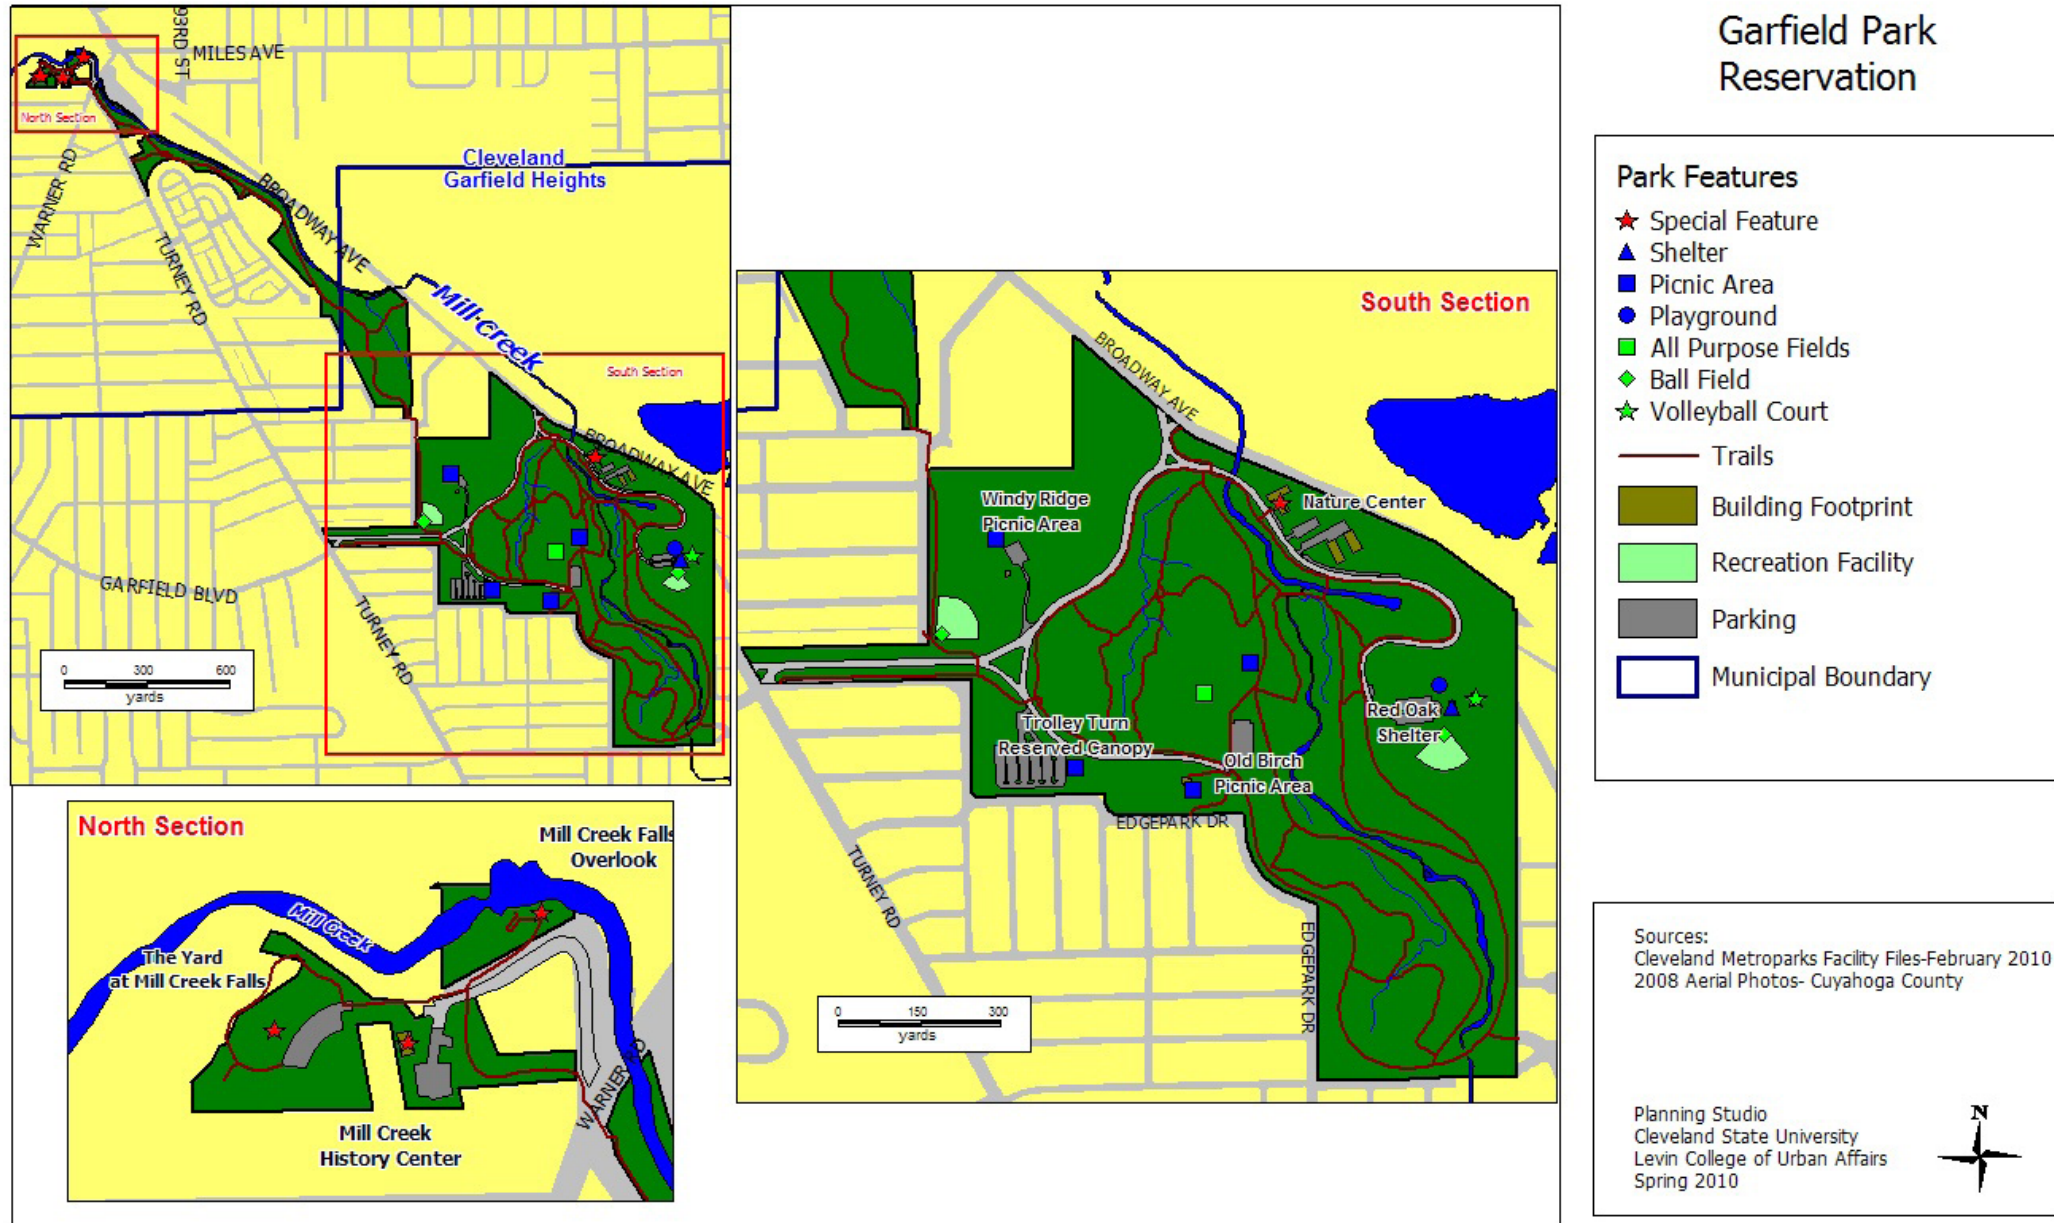 Garfield Park
Reservation
93RD ST
MILES AVE
North Section
WARNER RD
Cleveland
Garfield Heights
BROADWAY AVE
TURNEY RD
Mill Creek
South Section
BROADWAY AVE
GARFIELD BLVD
TURNEY RD
0 300 600
yards
South Section
BROADWAY AVE
Windy Ridge
Picnic Area
Nature Center
Trolley Turn
Reserved Canopy
Red Oak
Shelter
Old Birch
Picnic Area
EDGEPARK DR
TURNEY RD
EDGEPARK DR
0 150 300
yards
North Section
Mill Creek Falls
Overlook
Mill Creek
The Yard
at Mill Creek Falls
WARNER RD
Mill Creek
History Center
Park Features
Special Feature
Shelter
Picnic Area
Playground
All Purpose Fields
Ball Field
Volleyball Court
Trails
Building Footprint
Recreation Facility
Parking
Municipal Boundary
Sources:
Cleveland Metroparks Facility Files-February 2010
2008 Aerial Photos- Cuyahoga County
Planning Studio
Cleveland State University
Levin College of Urban Affairs
Spring 2010
N